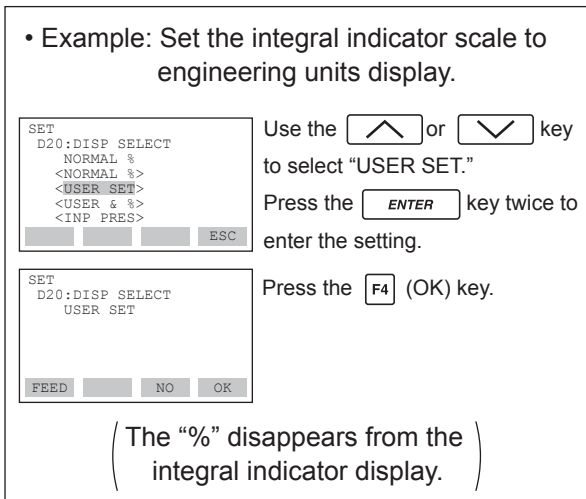 • Example: Set the integral indicator scale to
engineering units display.
SET
D20:DISP SELECT
NORMAL %
<NORMAL %>
<USER SET>
<USER & %>
<INP PRES>
ESC
Use the or key
to select “USER SET.”
Press the ENTER key twice to
enter the setting.
SET
D20:DISP SELECT
USER SET
FEED NO OK
Press the F4 (OK) key.
The “%” disappears from the
integral indicator display.